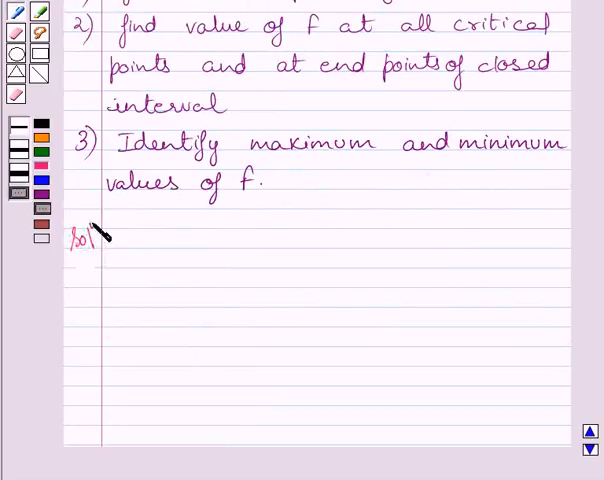 2) find value of f at all critical
points and at end points of closed
interval
3) Identify maximum and minimum
values of f.
Sol